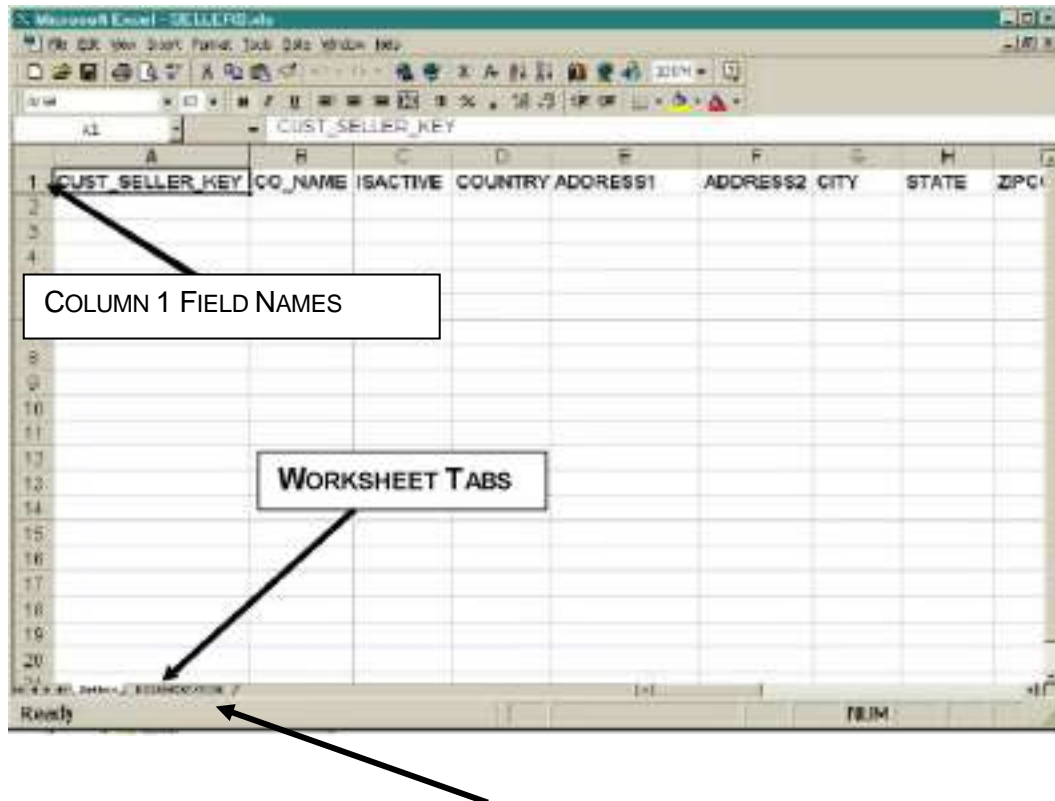 Microsoft Excel - SELLERS.xls
File Edit View Insert Format Tools Data Window Help
100%
A1 = CUST_SELLER_KEY
A B C D E F G H
1 CUST_SELLER_KEY CO_NAME ISACTIVE COUNTRY ADDRESS1 ADDRESS2 CITY STATE
2
3
4
COLUMN 1 FIELD NAMES
8
9
10
11
12
WORKSHEET TABS
13
14
15
16
17
18
19
20
Ready NUM